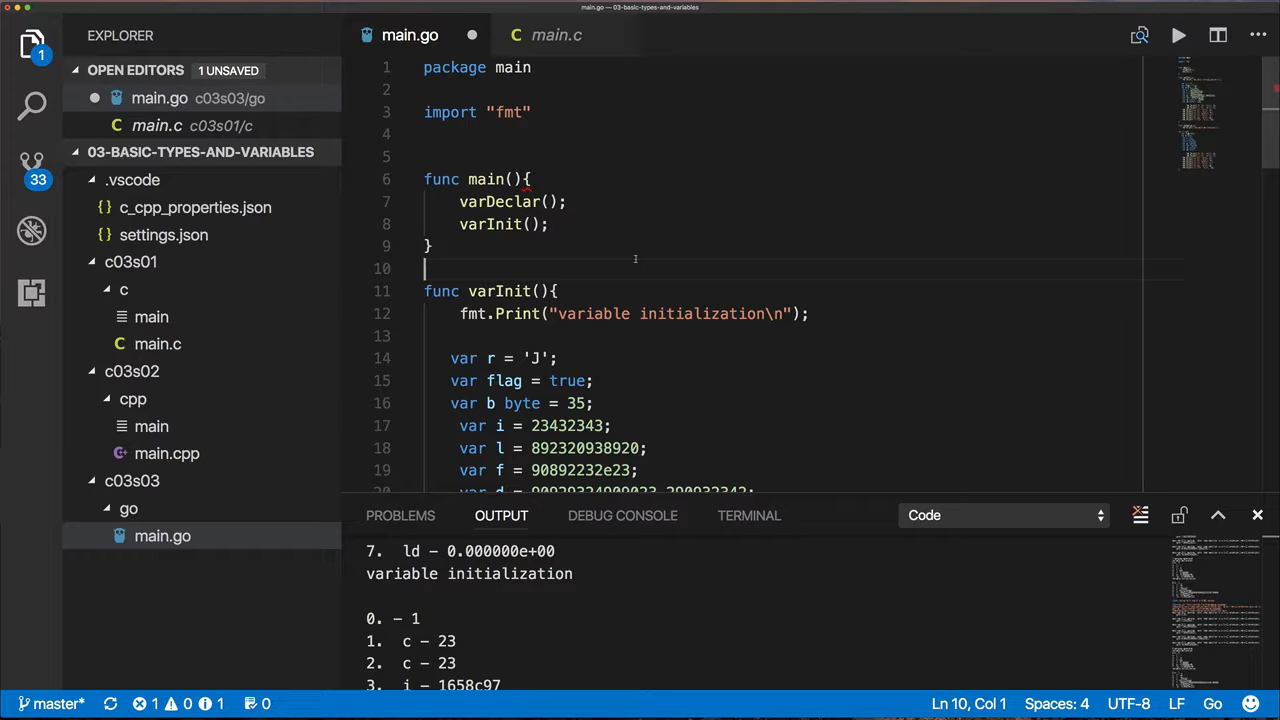 main.go — 03-basic-types-and-variables
EXPLORER
OPEN EDITORS 1 UNSAVED
main.go c03s03/go
main.c c03s01/c
03-BASIC-TYPES-AND-VARIABLES
.vscode
{} c_cpp_properties.json
{} settings.json
c03s01
c
main
C main.c
c03s02
cpp
main
main.cpp
c03s03
go
main.go
1
33
main.go
C main.c
1 package main
2
3 import "fmt"
4
5
6 func main(){
7 varDeclar();
8 varInit();
9 }
10
11 func varInit(){
12 fmt.Print("variable initialization\n");
13
14 var r = 'J';
15 var flag = true;
16 var b byte = 35;
17 var i = 23432343;
18 var l = 892320938920;
19 var f = 90892232e23;
20 var d = 90929324909023.290932342;
PROBLEMS OUTPUT DEBUG CONSOLE TERMINAL Code
7. ld - 0.000000e+00
variable initialization
0. - 1
1. c - 23
2. c - 23
3. i - 1658c97
master* 1 0 1 0 Ln 10, Col 1 Spaces: 4 UTF-8 LF Go